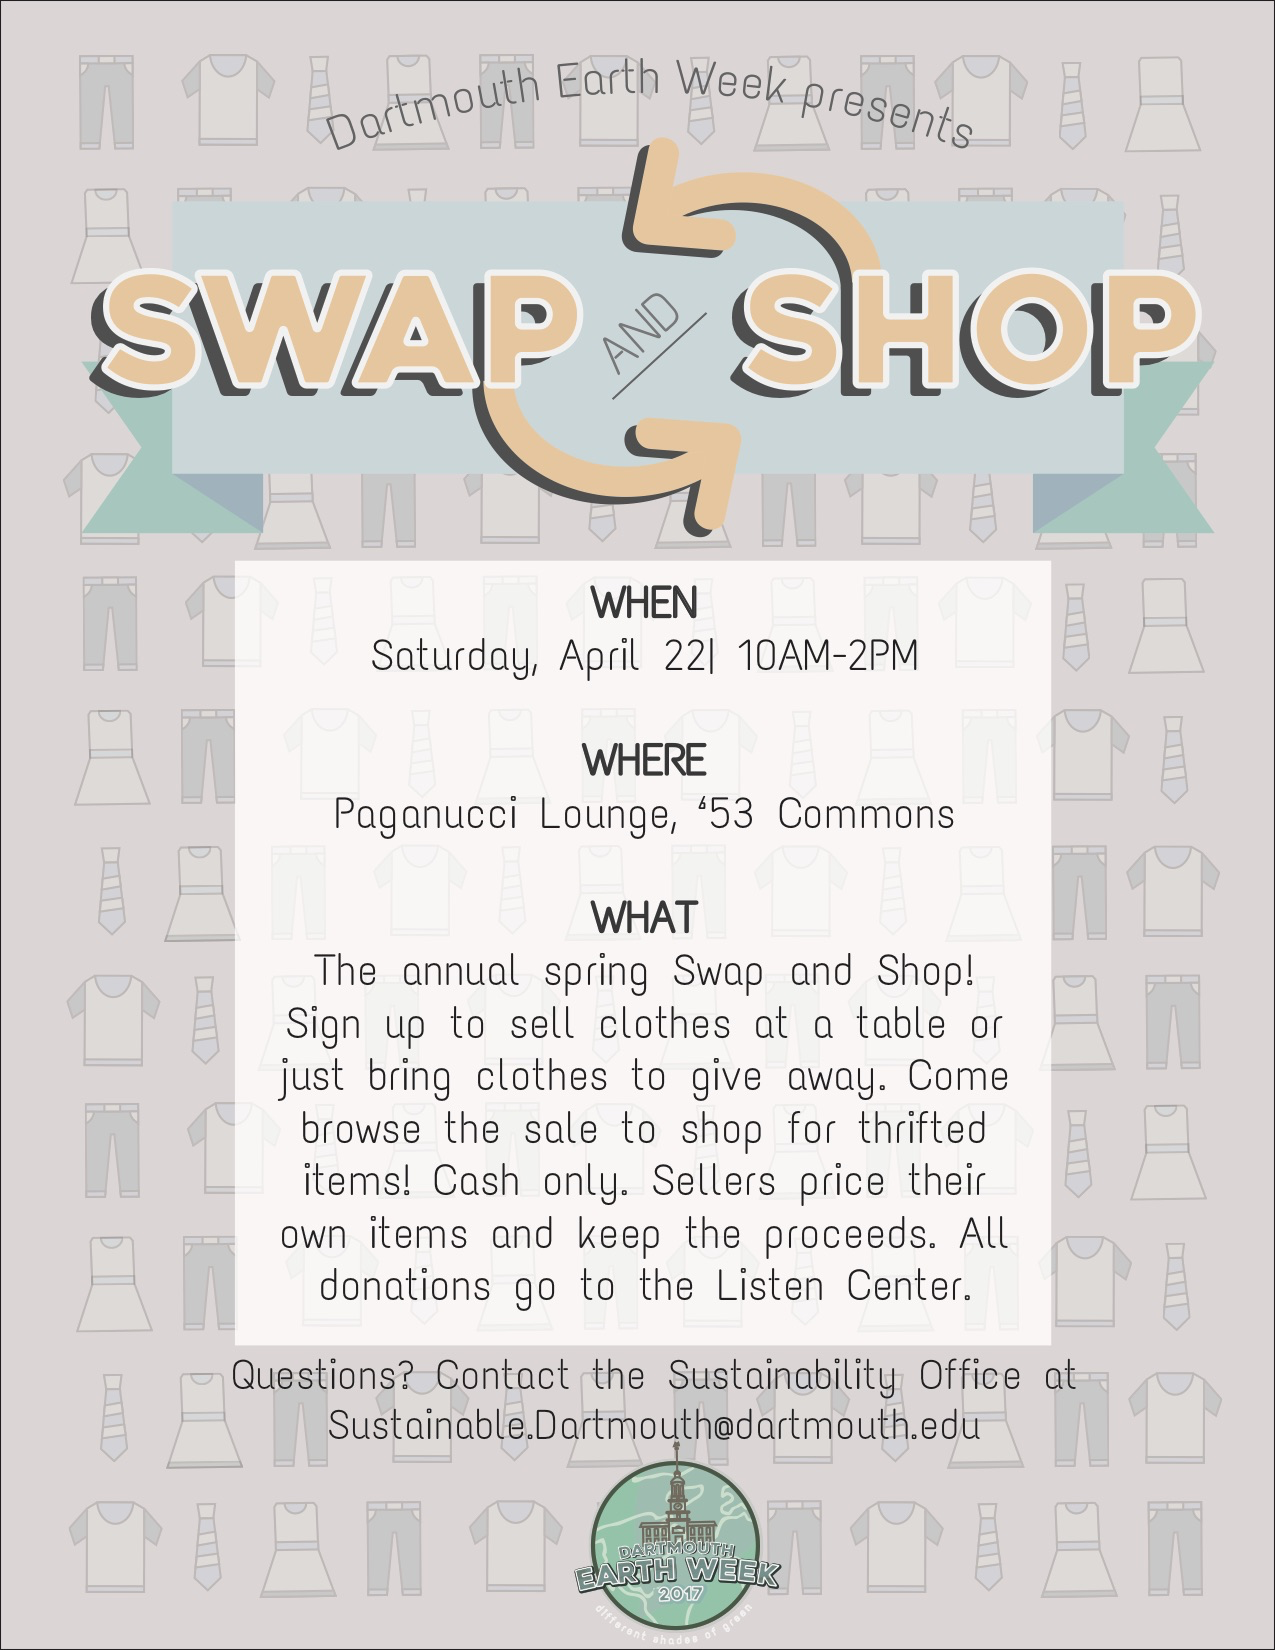 Dartmouth Earth Week presents
SWAP AND SHOP
WHEN
Saturday, April 22| 10AM-2PM
WHERE
Paganucci Lounge, ‘53 Commons
WHAT
The annual spring Swap and Shop!
Sign up to sell clothes at a table or
just bring clothes to give away. Come
browse the sale to shop for thrifted
items! Cash only. Sellers price their
own items and keep the proceeds. All
donations go to the Listen Center.
Questions? Contact the Sustainability Office at
Sustainable.Dartmouth@dartmouth.edu
DARTMOUTH
EARTH WEEK
2017
different shades of green